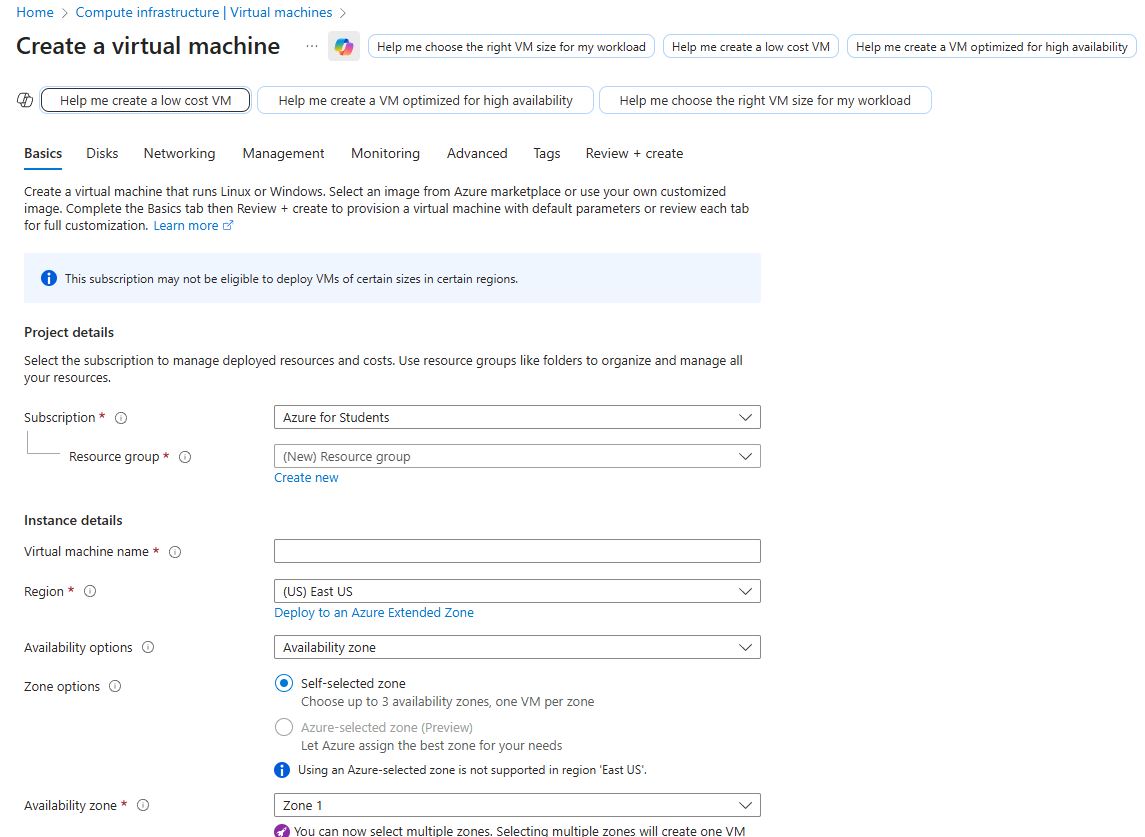 Home > Compute infrastructure | Virtual machines >
Create a virtual machine ... Help me choose the right VM size for my workload Help me create a low cost VM Help me create a VM optimized for high availability
Help me create a low cost VM Help me create a VM optimized for high availability Help me choose the right VM size for my workload
Basics Disks Networking Management Monitoring Advanced Tags Review + create
Create a virtual machine that runs Linux or Windows. Select an image from Azure marketplace or use your own customized
image. Complete the Basics tab then Review + create to provision a virtual machine with default parameters or review each tab
for full customization. Learn more
This subscription may not be eligible to deploy VMs of certain sizes in certain regions.
Project details
Select the subscription to manage deployed resources and costs. Use resource groups like folders to organize and manage all
your resources.
Subscription * Azure for Students
Resource group * (New) Resource group
Create new
Instance details
Virtual machine name *
Region * (US) East US
Deploy to an Azure Extended Zone
Availability options Availability zone
Zone options Self-selected zone
Choose up to 3 availability zones, one VM per zone
Azure-selected zone (Preview)
Let Azure assign the best zone for your needs
Using an Azure-selected zone is not supported in region 'East US'.
Availability zone * Zone 1
You can now select multiple zones. Selecting multiple zones will create one VM